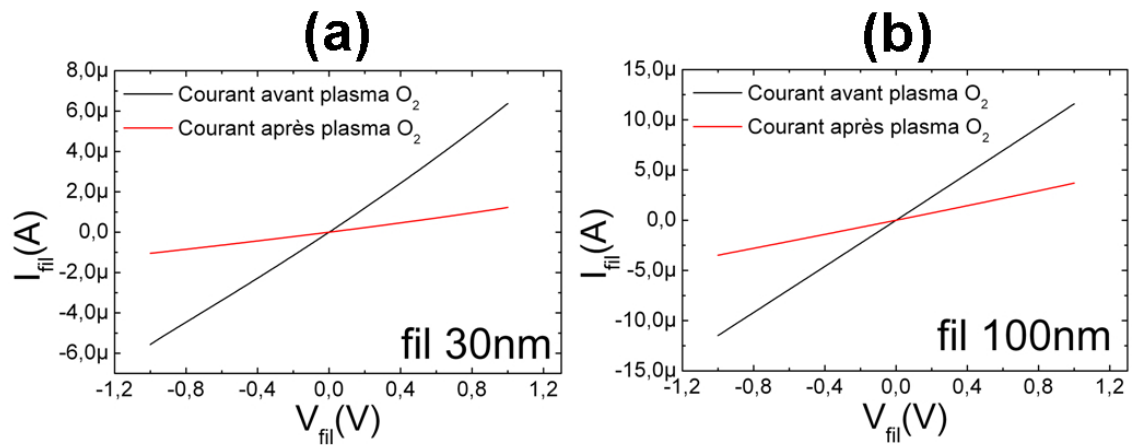 (a)
8,0µ
6,0µ
4,0µ
2,0µ
0,0
-2,0µ
-4,0µ
-6,0µ
I_fil(A)
Courant avant plasma O₂
Courant après plasma O₂
fil 30nm
-1,2 -0,8 -0,4 0,0 0,4 0,8 1,2
V_fil(V)
(b)
15,0µ
10,0µ
5,0µ
0,0
-5,0µ
-10,0µ
-15,0µ
I_fil(A)
Courant avant plasma O₂
Courant après plasma O₂
fil 100nm
-1,2 -0,8 -0,4 0,0 0,4 0,8 1,2
V_fil(V)